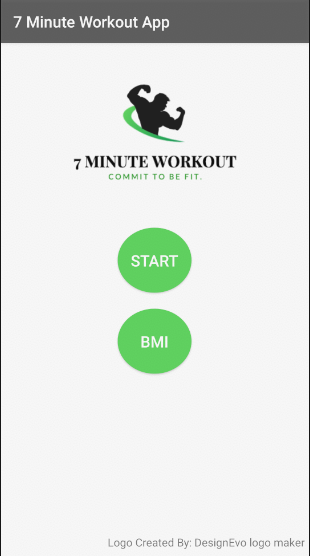 7 Minute Workout App
7 MINUTE WORKOUT
COMMIT TO BE FIT.
START
BMI
Logo Created By: DesignEvo logo maker